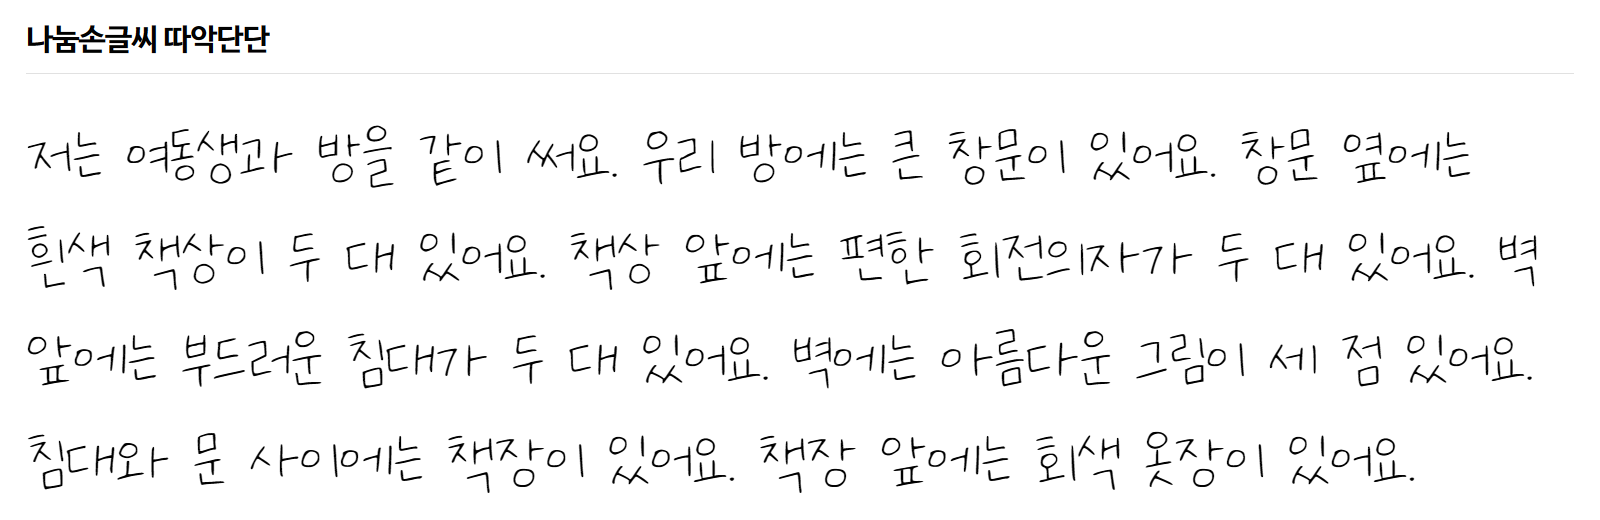 나눔손글씨 따악단단
저는 여동생과 방을 같이 써요. 우리 방에는 큰 창문이 있어요. 창문 옆에는
흰색 책상이 두 대 있어요. 책상 앞에는 편한 회전의자가 두 대 있어요. 벽
앞에는 부드러운 침대가 두 대 있어요. 벽에는 아름다운 그림이 세 점 있어요.
침대와 문 사이에는 책장이 있어요. 책장 앞에는 회색 옷장이 있어요.